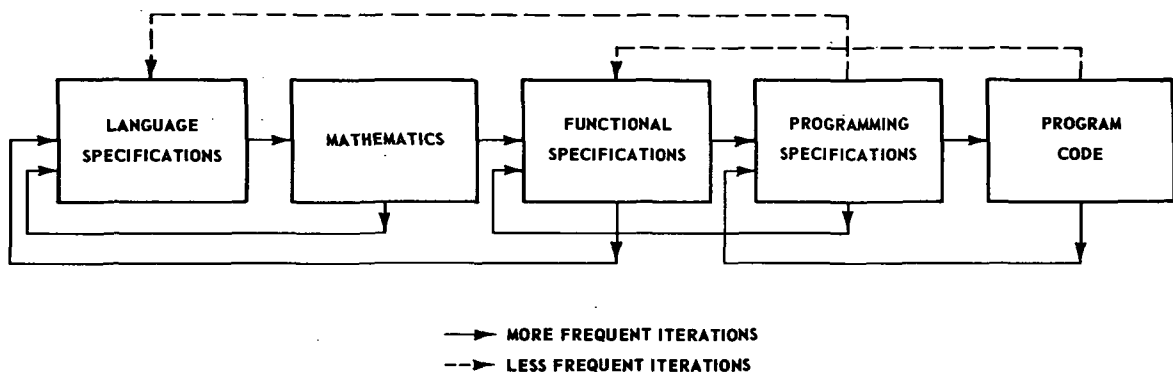 LANGUAGE
SPECIFICATIONS
MATHEMATICS
FUNCTIONAL
SPECIFICATIONS
PROGRAMMING
SPECIFICATIONS
PROGRAM
CODE
MORE FREQUENT ITERATIONS
LESS FREQUENT ITERATIONS